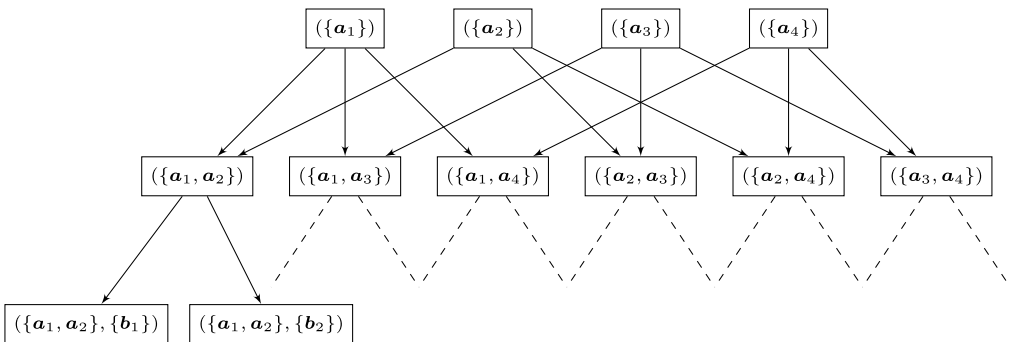 ({a₁}) ({a₂}) ({a₃}) ({a₄})
({a₁, a₂}) ({a₁, a₃}) ({a₁, a₄}) ({a₂, a₃}) ({a₂, a₄}) ({a₃, a₄})
({a₁, a₂}, {b₁}) ({a₁, a₂}, {b₂})